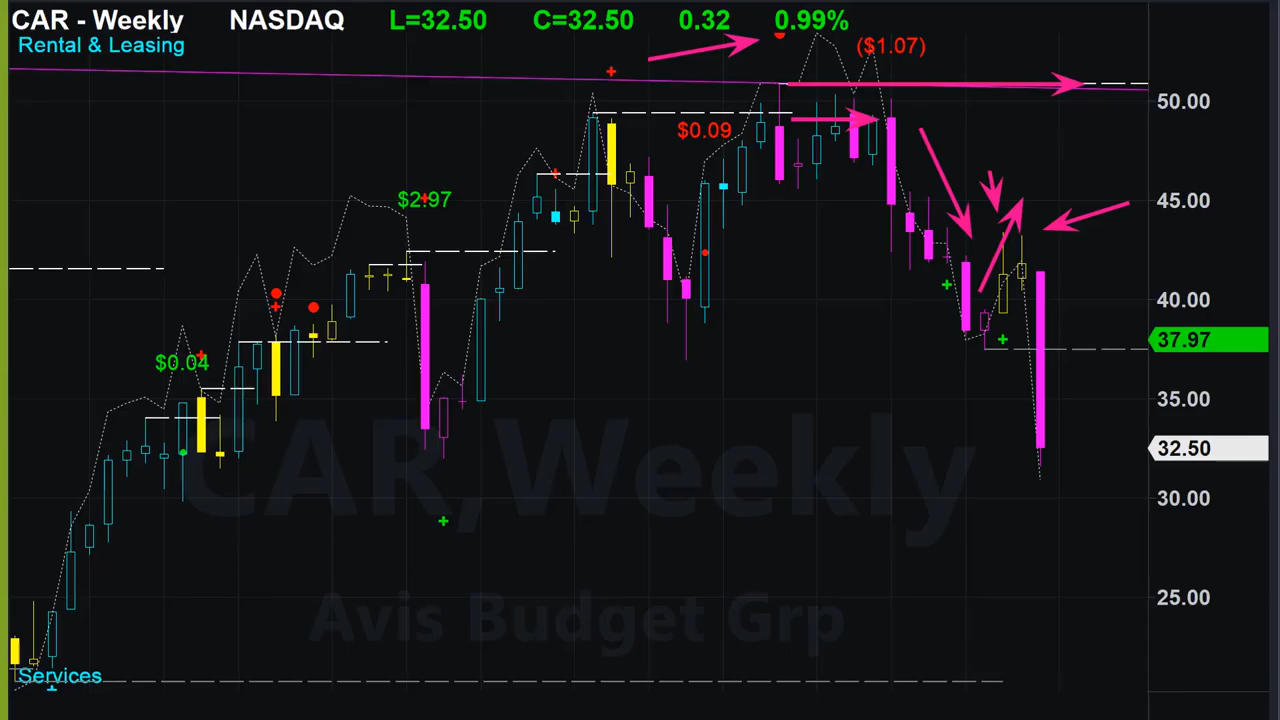 CAR - Weekly NASDAQ L=32.50 C=32.50 0.32 0.99%
Rental & Leasing
($1.07)
50.00
$0.09
45.00
$2.97
40.00
37.97
$0.04
35.00
32.50
CAR,Weekly
30.00
25.00
Avis Budget Grp
Services